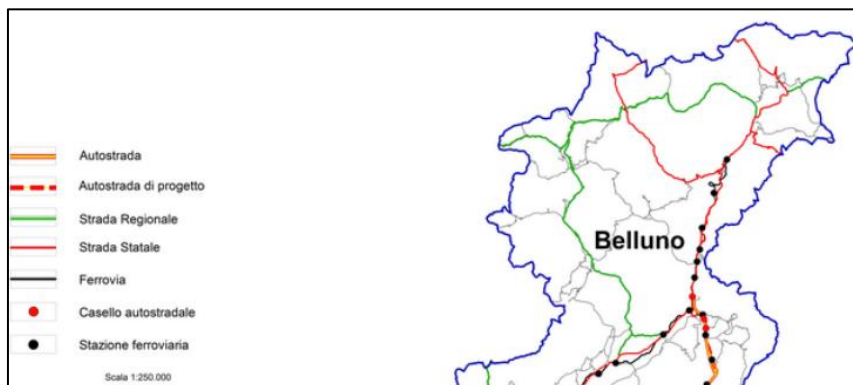 Autostrada
Autostrada di progetto
Strada Regionale
Strada Statale
Ferrovia
Casello autostradale
Stazione ferroviaria
Scala 1:250.000
Belluno